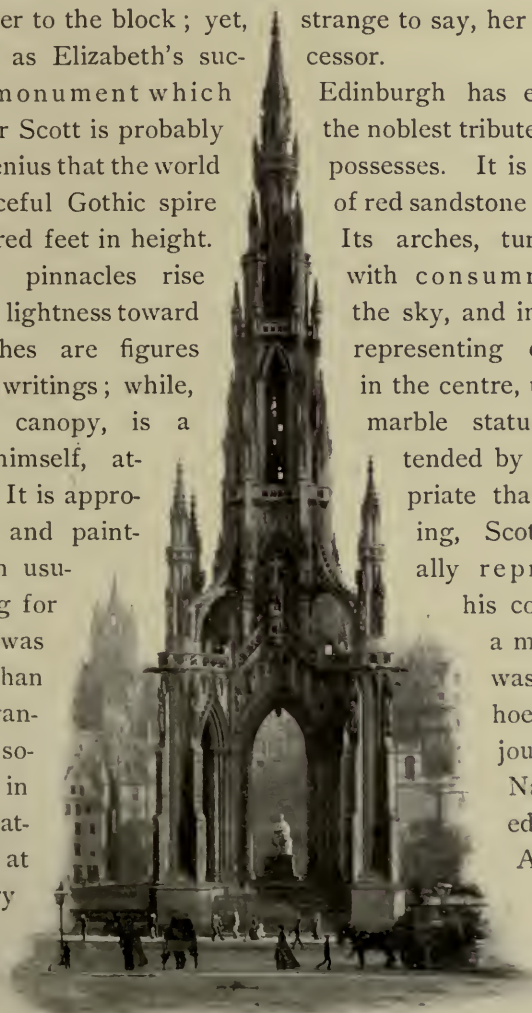 er to the block ; yet, strange to say, her
as Elizabeth's suc- cessor.
monument which Edinburgh has e
r Scott is probably the noblest tribute
enius that the world possesses. It is
ceful Gothic spire of red sandstone
red feet in height. Its arches, tur
pinnacles rise with consumm
lightness toward the sky, and in
hes are figures representing
writings ; while, in the centre, u
canopy, is a marble statu
himself, at- tended by
It is appro- priate tha
and paint- ing, Scot
n usu- ally repr
g for his co
was a m
han was
van- hoe
so- jou
in Na
at- ed
at A
y